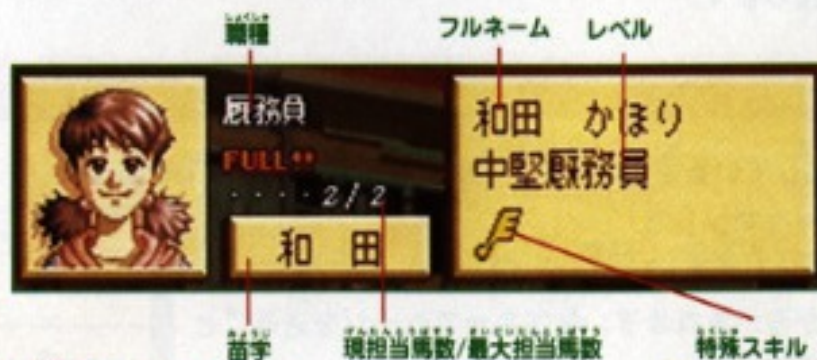 職種
フルネーム レベル
厩務員
FULL!!
····2/2
和田
和田 かほり
中堅厩務員
苗字
現担当馬数/最大担当馬数
特殊スキル